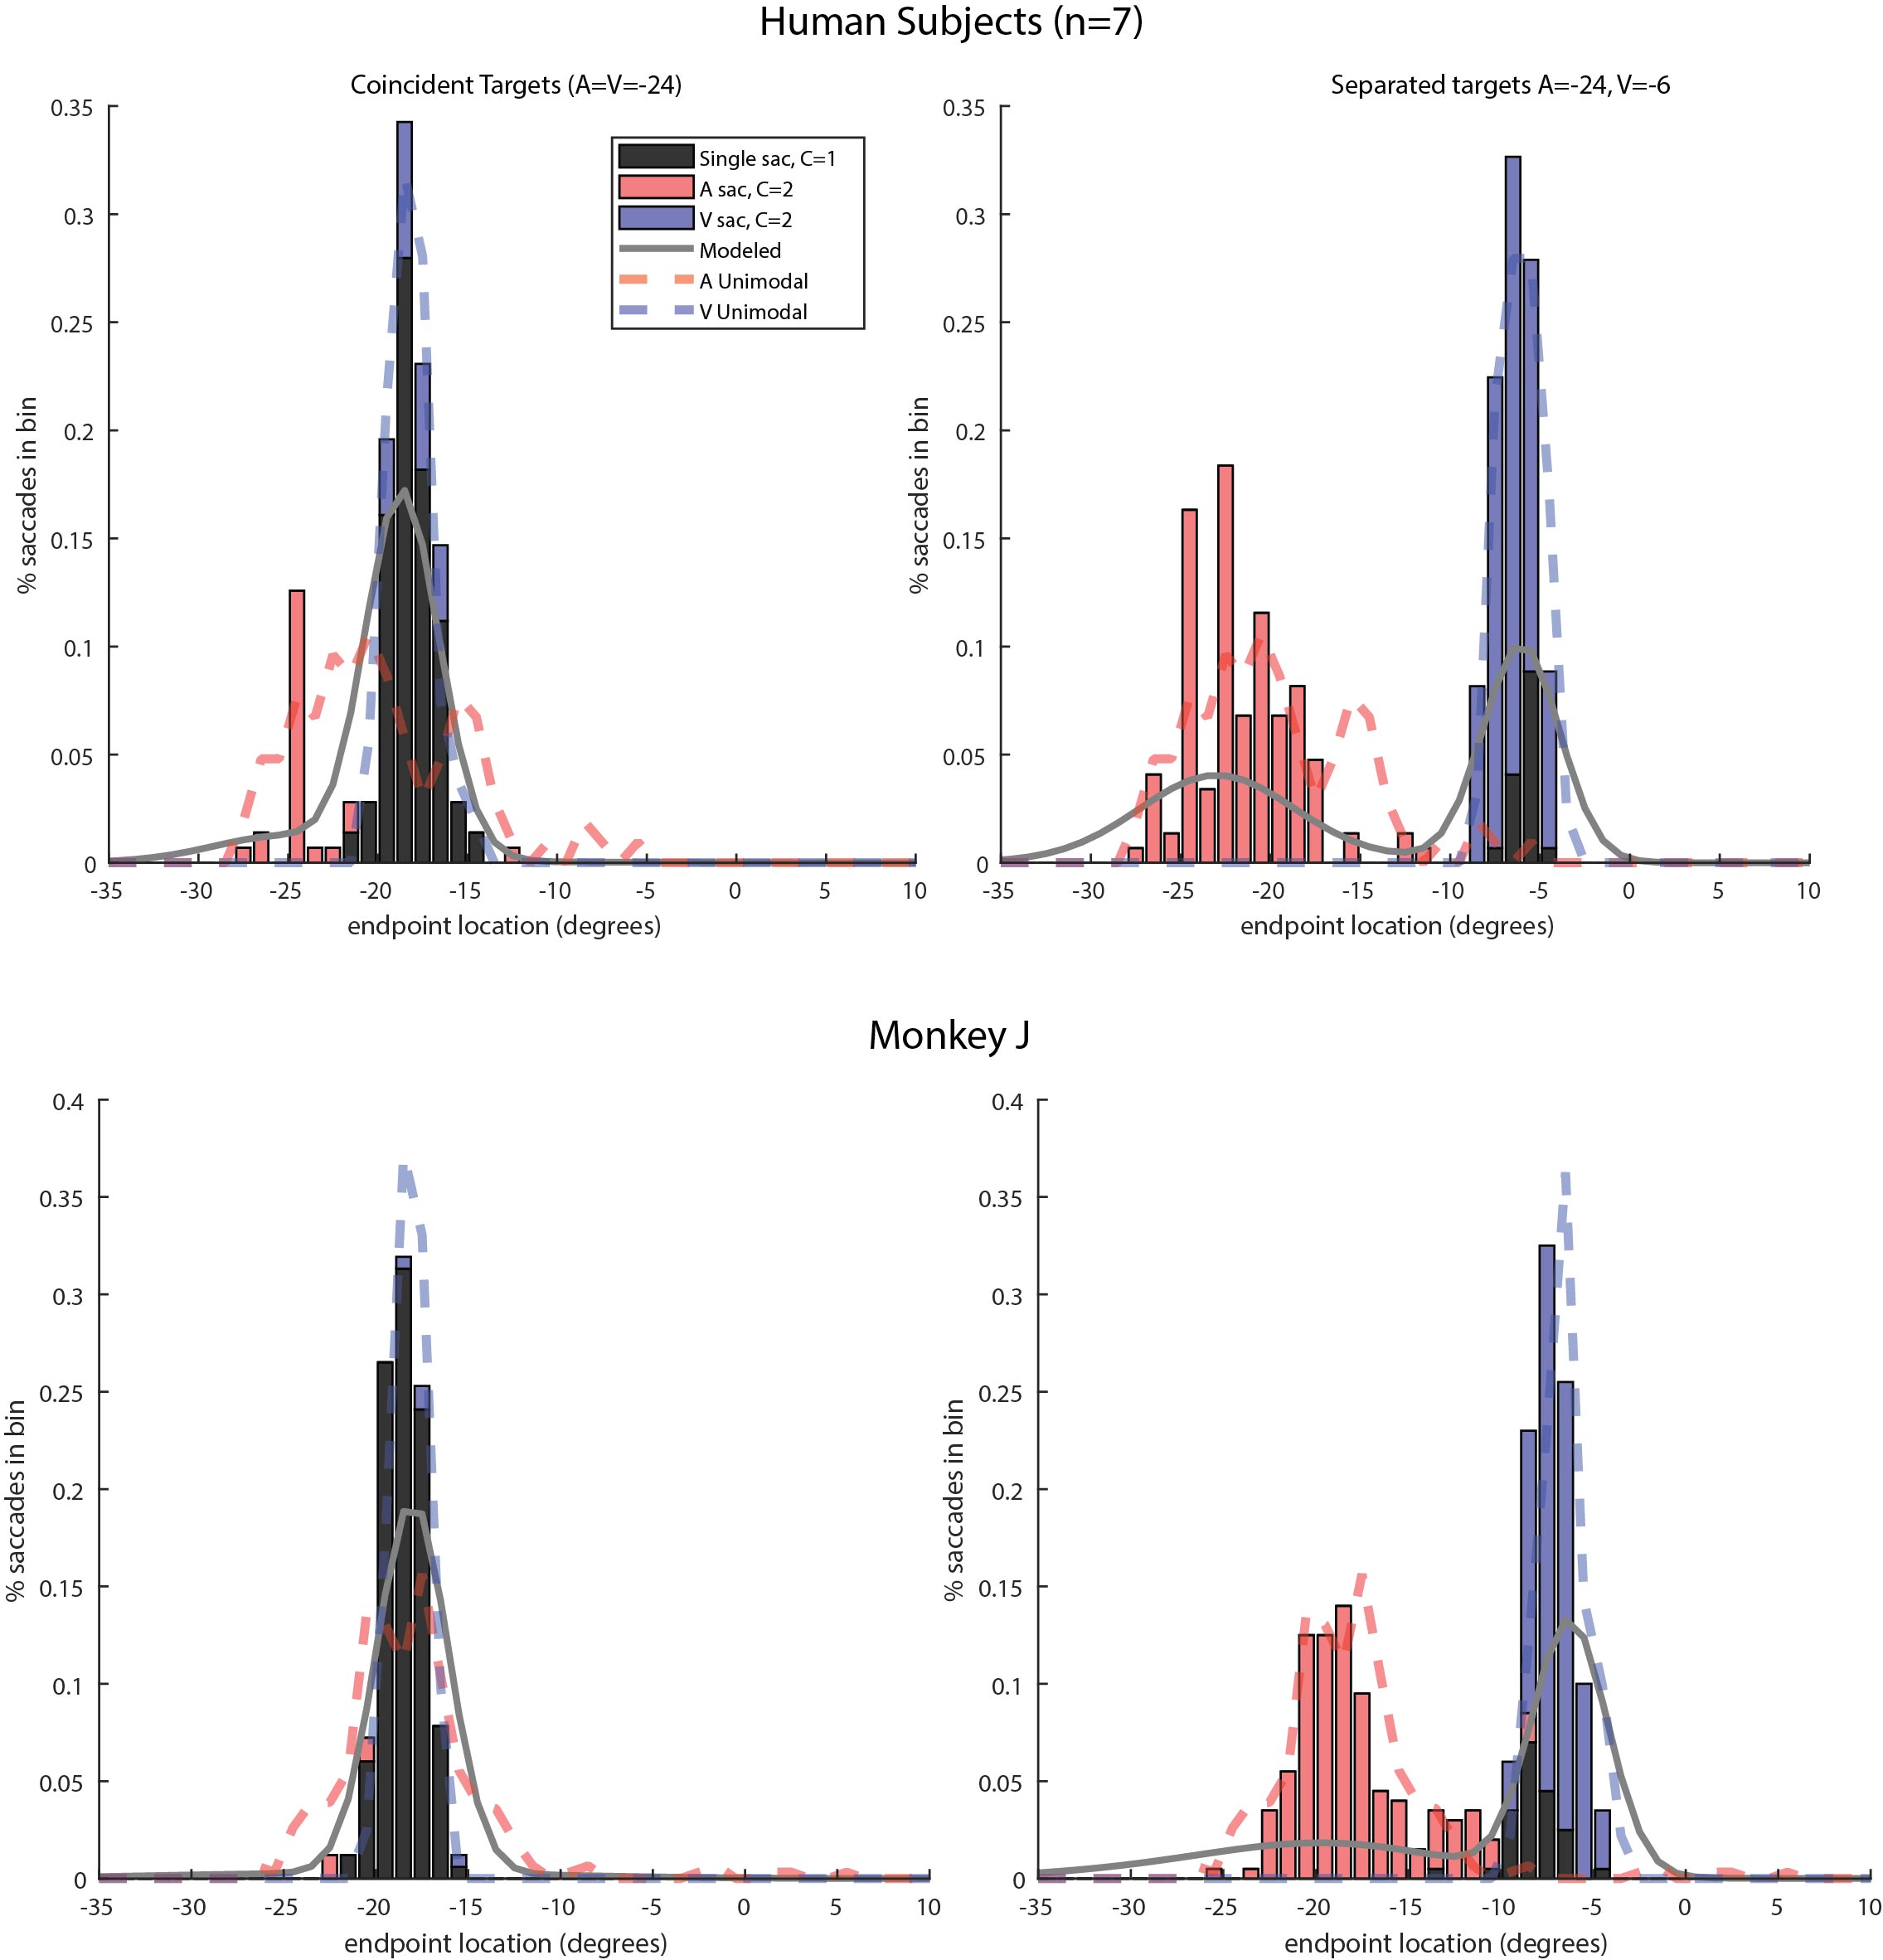 Human Subjects (n=7)
Coincident Targets (A=V=-24)
% saccades in bin
0.35
0.3
0.25
0.2
0.15
0.1
0.05
0
-35 -30 -25 -20 -15 -10 -5 0 5 10
endpoint location (degrees)
Single sac, C=1
A sac, C=2
V sac, C=2
Modeled
A Unimodal
V Unimodal
Separated targets A=-24, V=-6
% saccades in bin
0.35
0.3
0.25
0.2
0.15
0.1
0.05
0
-35 -30 -25 -20 -15 -10 -5 0 5 10
endpoint location (degrees)
Monkey J
% saccades in bin
0.4
0.35
0.3
0.25
0.2
0.15
0.1
0.05
0
-35 -30 -25 -20 -15 -10 -5 0 5 10
endpoint location (degrees)
% saccades in bin
0.4
0.35
0.3
0.25
0.2
0.15
0.1
0.05
0
-35 -30 -25 -20 -15 -10 -5 0 5 10
endpoint location (degrees)